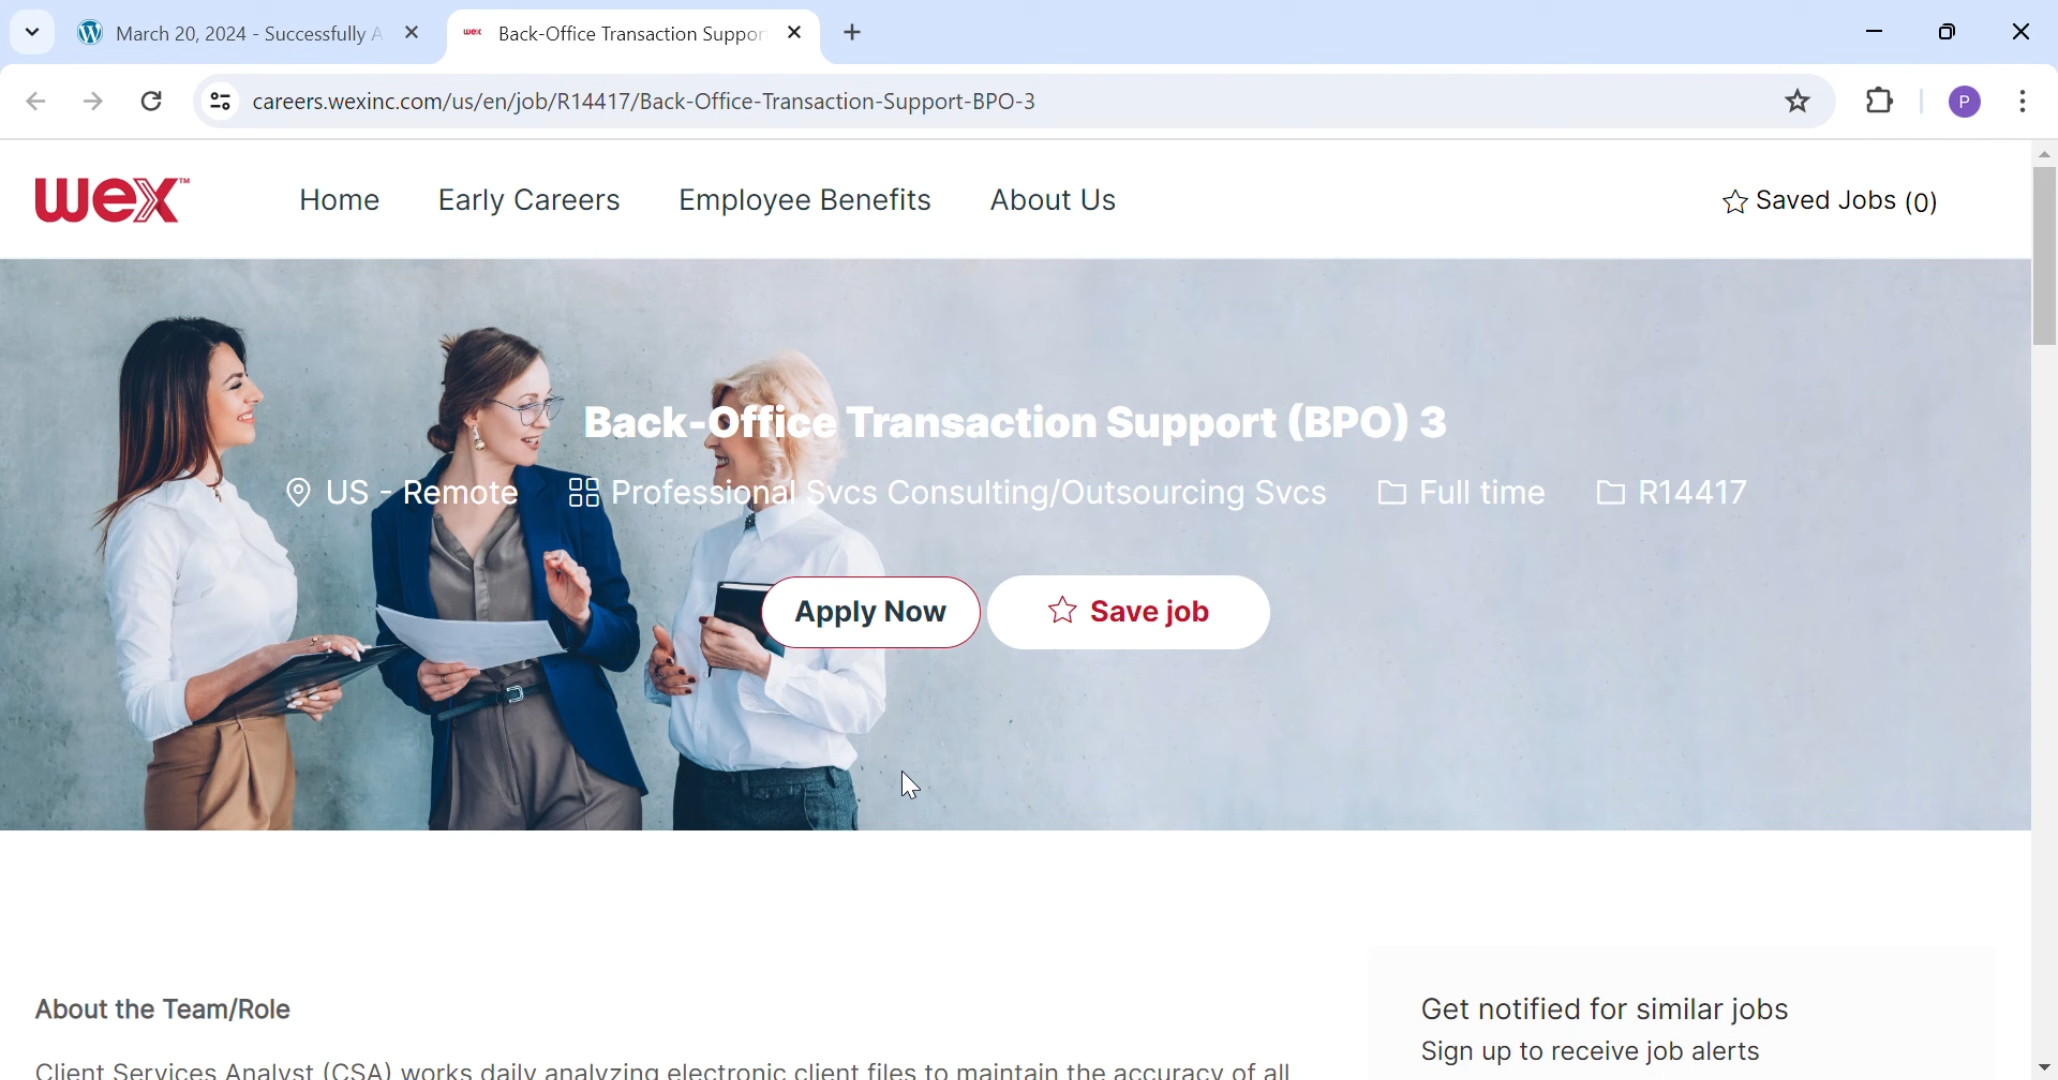 March 20, 2024 - Successfully A
wex Back-Office Transaction Suppor
careers.wexinc.com/us/en/job/R14417/Back-Office-Transaction-Support-BPO-3
P
wex™ Home Early Careers Employee Benefits About Us Saved Jobs (0)
Back-Office Transaction Support (BPO) 3
US - Remote Professional Svcs Consulting/Outsourcing Svcs Full time R14417
Apply Now Save job
About the Team/Role
Client Services Analyst (CSA) works daily analyzing electronic client files to maintain the accuracy of all
Get notified for similar jobs
Sign up to receive job alerts